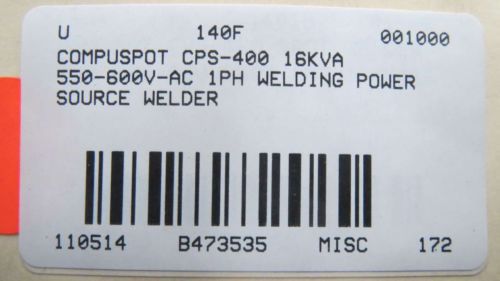 U 140F 001000
COMPUSPOT CPS-400 16KVA
550-600V-AC 1PH WELDING POWER
SOURCE WELDER
110514 B473535 MISC 172